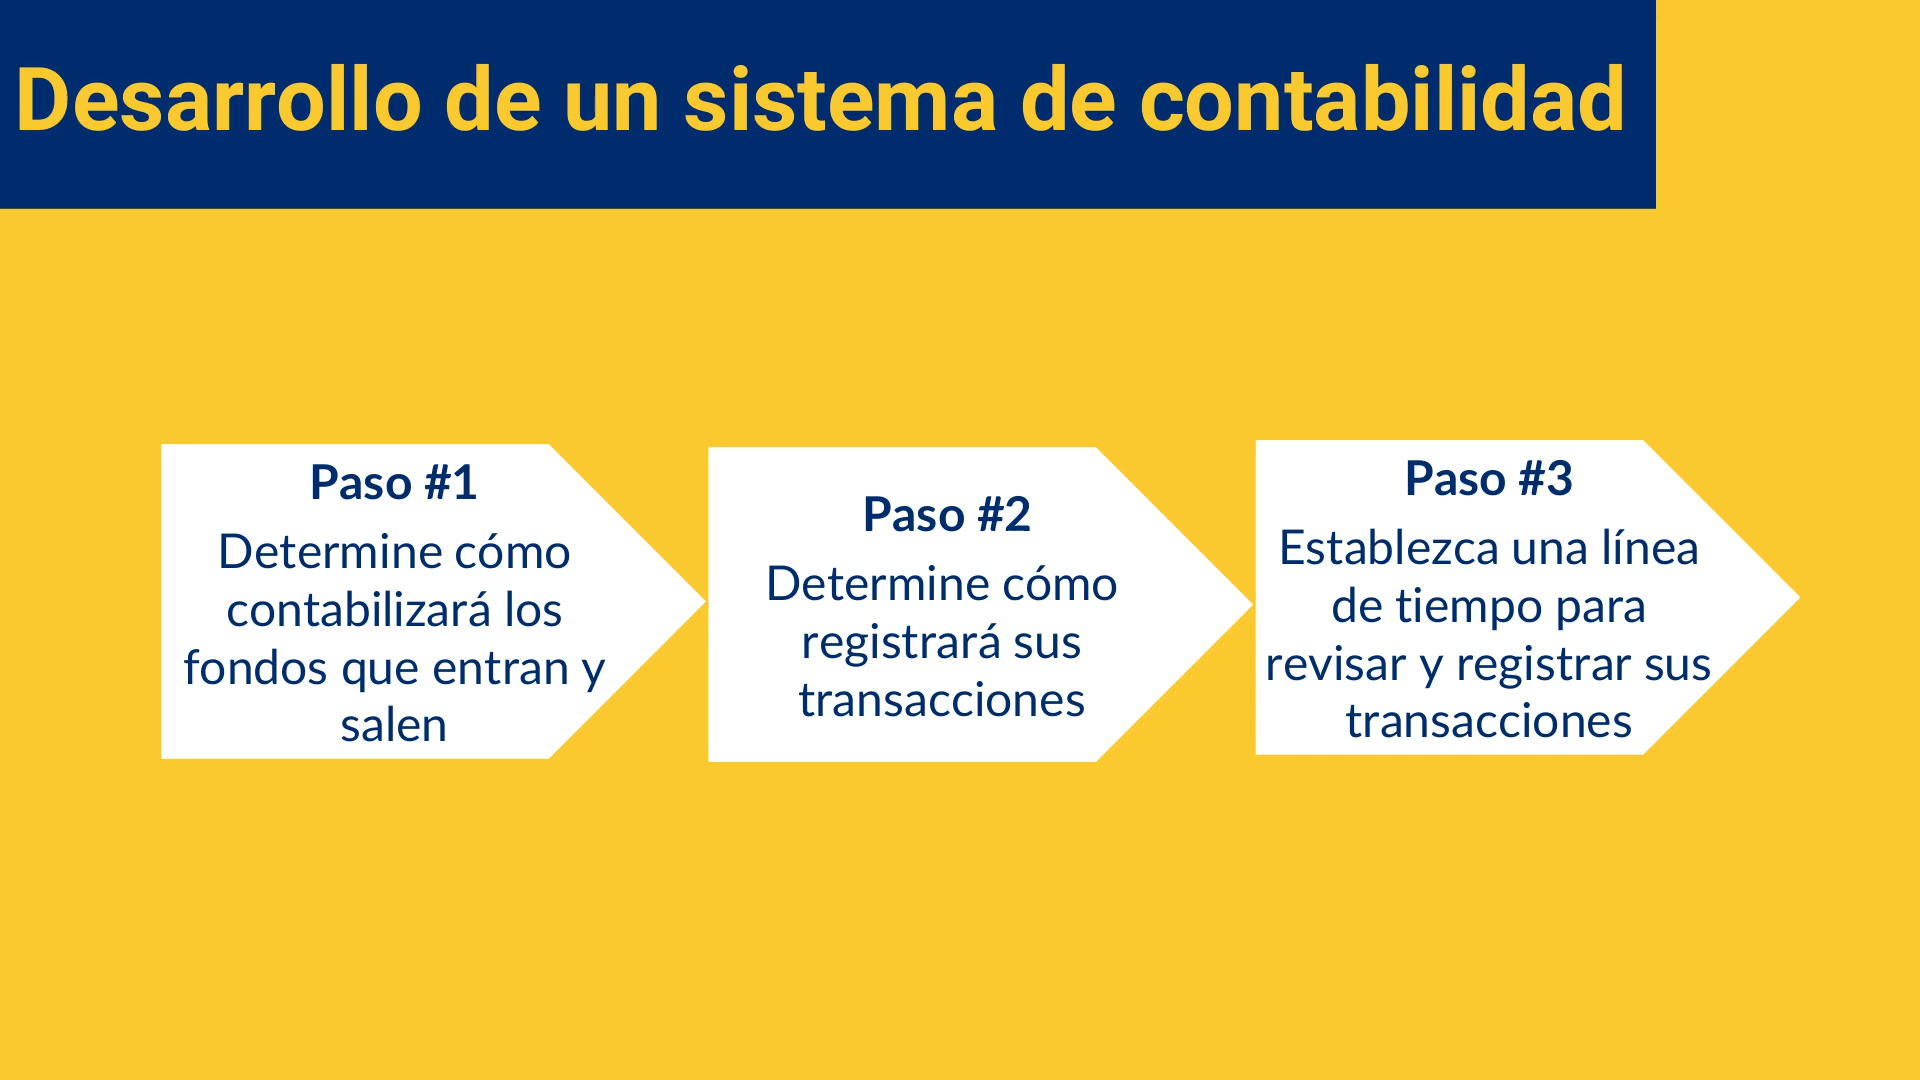 Desarrollo de un sistema de contabilidad
Paso #1
Determine cómo
contabilizará los
fondos que entran y
salen
Paso #2
Determine cómo
registrará sus
transacciones
Paso #3
Establezca una línea
de tiempo para
revisar y registrar sus
transacciones